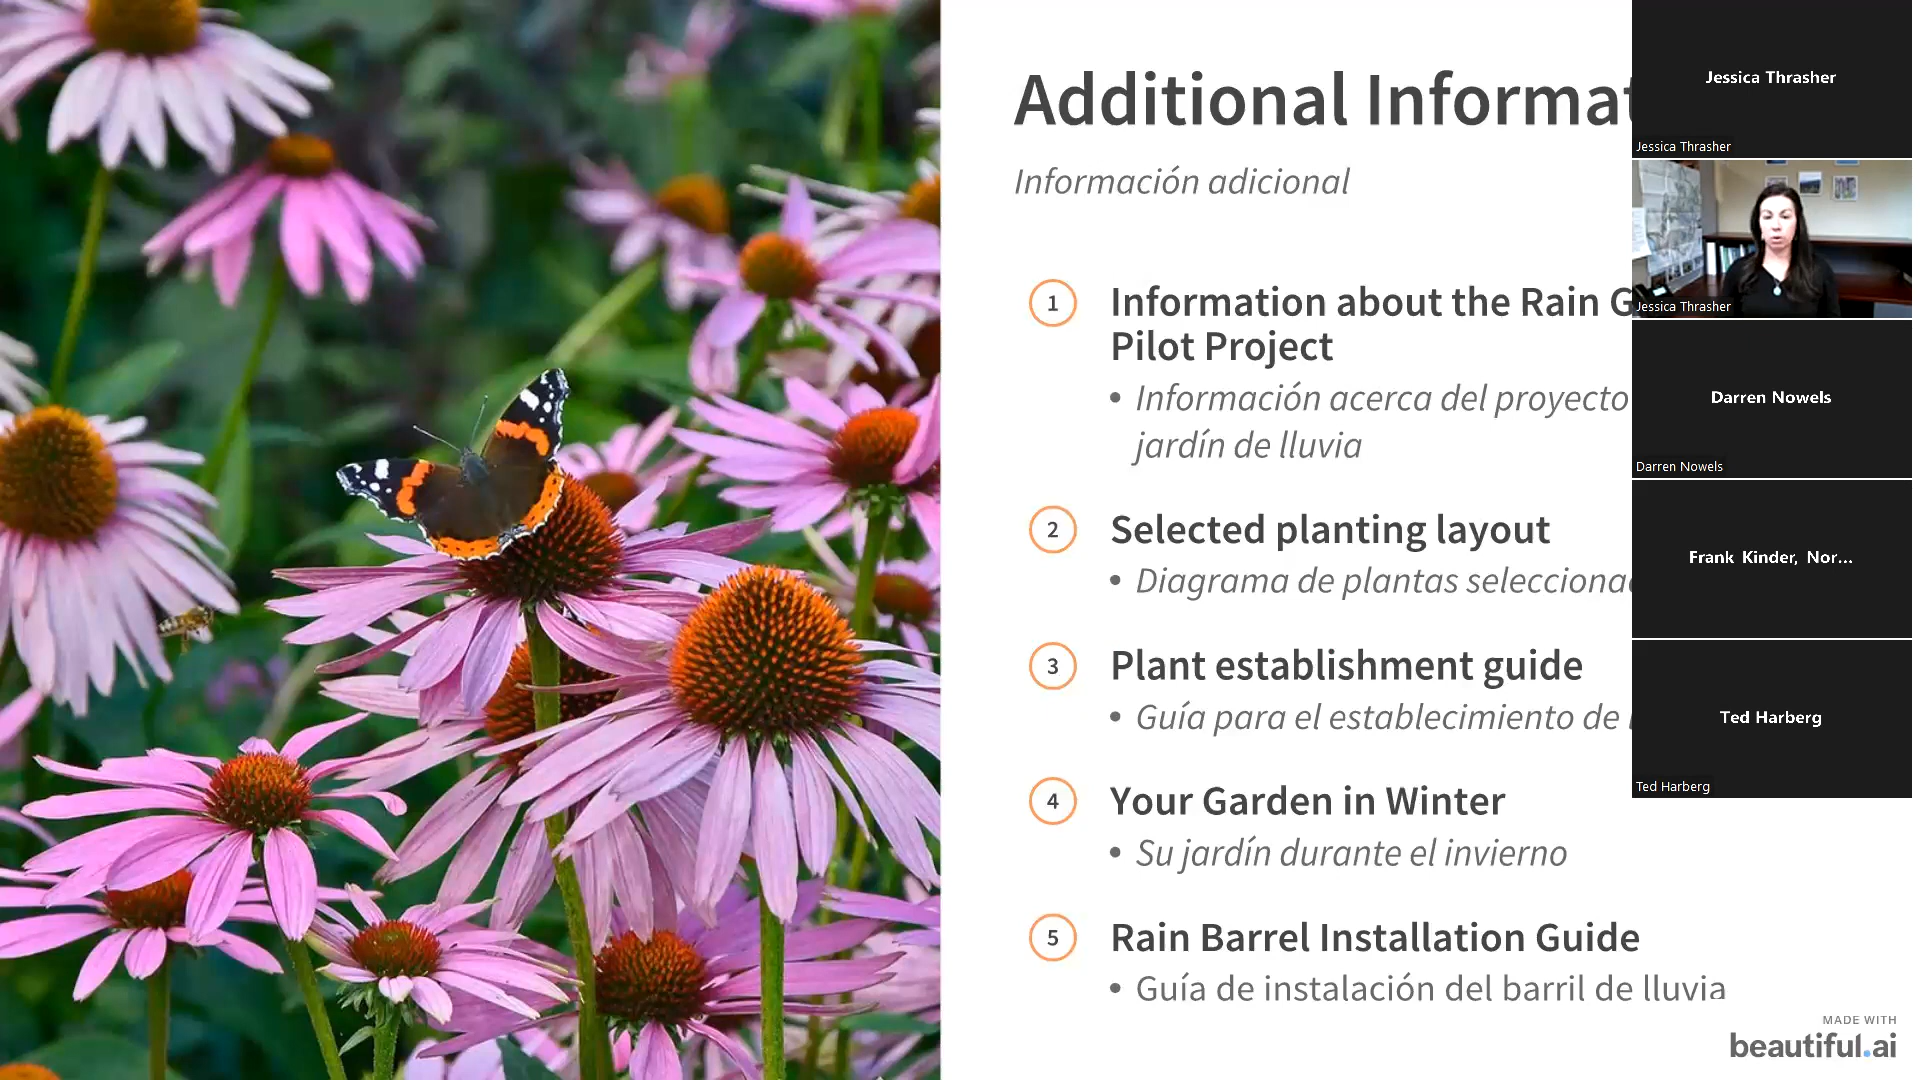 Additional Informat
Información adicional
1
Information about the Rain G
Pilot Project
• Información acerca del proyecto
jardín de lluvia
2
Selected planting layout
• Diagrama de plantas selecciona
3
Plant establishment guide
• Guía para el establecimiento de
4
Your Garden in Winter
• Su jardín durante el invierno
5
Rain Barrel Installation Guide
• Guía de instalación del barril de lluvia
MADE WITH
beautiful.ai
Jessica Thrasher
Jessica Thrasher
Jessica Thrasher
Darren Nowels
Darren Nowels
Frank Kinder, Nor...
Ted Harberg
Ted Harberg